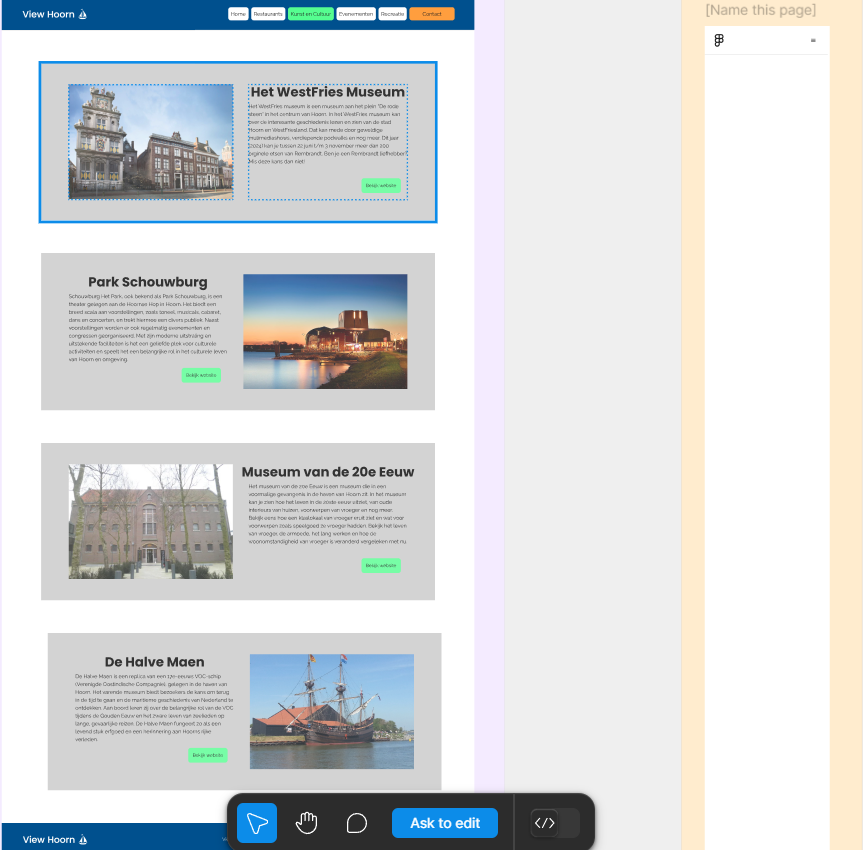 View Hoorn
Home
Restaurants
Kunst en Cultuur
Evenementen
Recreatie
Contact
[Name this page]
Het WestFries Museum
Het WestFries museum is een museum aan het plein "De rode
steen" in het centrum van Hoorn. In het WestFries museum kan
over de interessante geschiedenis leren en zien van de stad
Hoorn en WestFriesland. Dat kan mede door geweldige
multimediashows, verdiepende podwalks en nog meer. Dit jaar
(2024) kan je tussen 22 juni t/m 3 november meer dan 200
originele etsen van Rembrandt. Ben je een Rembrandt liefhebber?
Mis deze kans dan niet!
Bekijk website
Park Schouwburg
Schouwburg Het Park, ook bekend als Park Schouwburg, is een
theater gelegen aan de Hoornse Hop in Hoorn. Het biedt een
breed scala aan voorstellingen, zoals toneel, musicals, cabaret,
dans en concerten, en trekt hiermee een divers publiek. Naast
voorstellingen worden er ook regelmatig evenementen en
congressen georganiseerd. Met zijn moderne uitstraling en
uitstekende faciliteiten is het een geliefde plek voor culturele
activiteiten en speelt het een belangrijke rol in het culturele leven
van Hoorn en omgeving.
Bekijk website
Museum van de 20e Eeuw
Het museum van de 20e Eeuw is een museum die in een
voormalige gevangenis in de haven van Hoorn zit. In het museum
kan je zien hoe het leven in de 20ste eeuw uitziet, van oude
interieurs van huizen, voorwerpen van vroeger en nog meer.
Bekijk eens hoe een Klaslokaal van vroeger eruit ziet en wat voor
voorwerpen zoals speelgoed ze vroeger hadden. Bekijk het leven
van vroeger, de armoede, het lang werken en hoe de
woonomstandigheid van vroeger is veranderd vergeleken met nu.
Bekijk website
De Halve Maen
De Halve Maen is een replica van een 17e-eeuws VOC-schip
(Verenigde Oostindische Compagnie), gelegen in de haven van
Hoorn. Het varende museum biedt bezoekers de kans om terug
in de tijd te gaan en de maritieme geschiedenis van Nederland te
ontdekken. Aan boord leren zij over de belangrijke rol van de VOC
tijdens de Gouden Eeuw en het zware leven van zeelieden op
lange, gevaarlijke reizen. De Halve Maen fungeert zo als een
levend stuk erfgoed en een herinnering aan Hoorns rijke
verleden.
Bekijk website
View Hoorn
Ask to edit